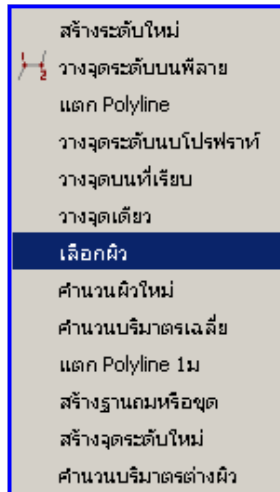 สร้างระดับใหม่
1 2 วางจุดระดับบนพีลาย
แตก Polyline
วางจุดระดับนบโปรฟราท์
วางจุดบนที่เรียบ
วางจุดเดียว
เลือกผิว
คำนวนผิวใหม่
คำนวนบริมาตรเฉลี่ย
แตก Polyline 1ม
สร้างฐานถมหรือขุด
สร้างจุดระดับใหม่
คำนวนบริมาตรต่างผิว